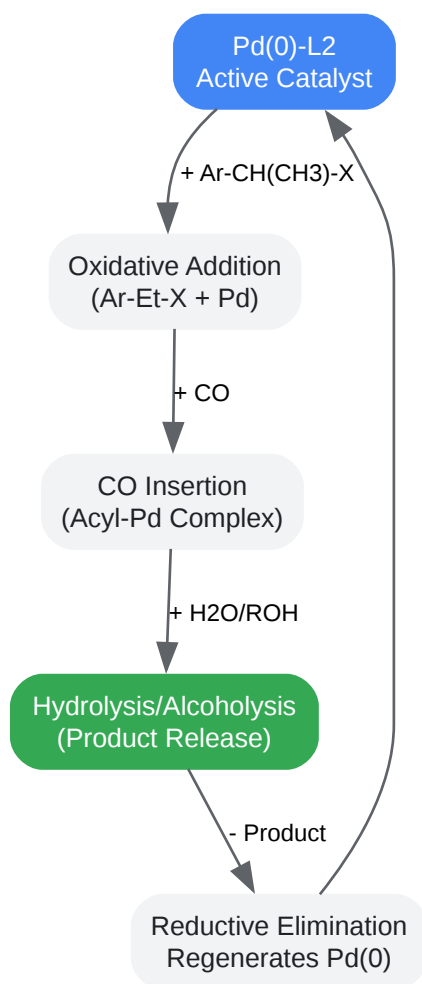 Pd(0)-L2
Active Catalyst
+ Ar-CH(CH3)-X
Oxidative Addition
(Ar-Et-X + Pd)
+ CO
CO Insertion
(Acyl-Pd Complex)
+ H2O/ROH
Hydrolysis/Alcoholysis
(Product Release)
- Product
Reductive Elimination
Regenerates Pd(0)